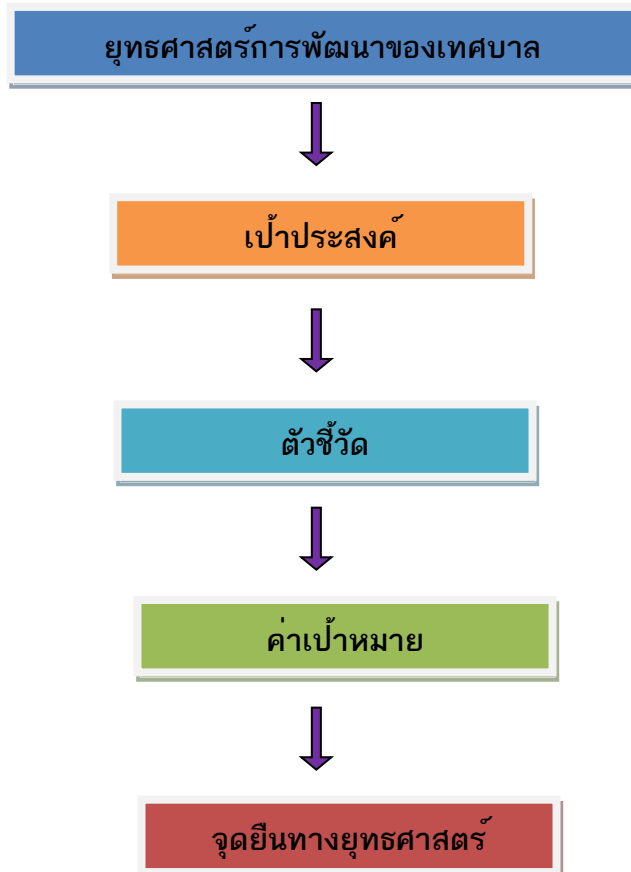 ยุทธศาสตร์การพัฒนาของเทศบาล
เป้าประสงค์
ตัวชี้วัด
ค่าเป้าหมาย
จุดยืนทางยุทธศาสตร์